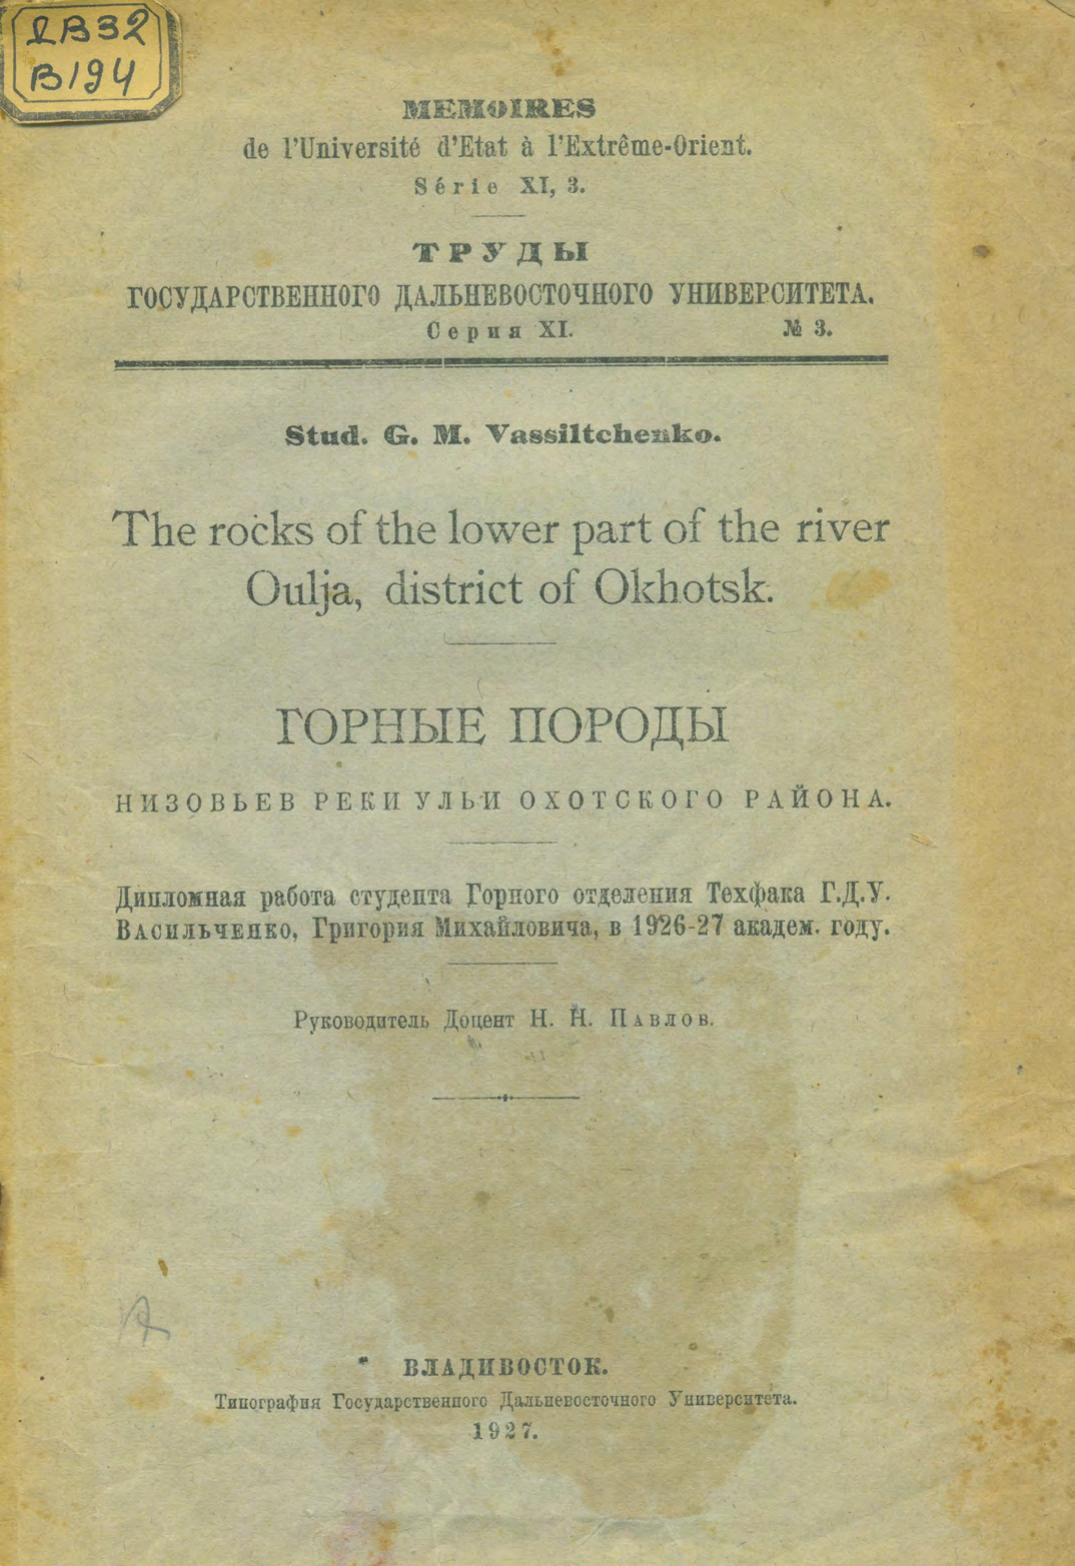 2В32
В194
MEMOIRES
de l'Université d'Etat à l'Extrême-Orient.
Série XI, 3.
ТРУДЫ
ГОСУДАРСТВЕННОГО ДАЛЬНЕВОСТОЧНОГО УНИВЕРСИТЕТА.
Серия XI. № 3.
Stud. G. M. Vassiltchenko.
The rocks of the lower part of the river
Oulja, district of Okhotsk.
ГОРНЫЕ ПОРОДЫ
НИЗОВЬЕВ РЕКИ УЛЬИ ОХОТСКОГО РАЙОНА.
Дипломная работа студента Горного отделения Техфака Г.Д.У.
ВАСИЛЬЧЕНКО, Григория Михайловича, в 1926-27 академ. году.
Руководитель Доцент Н. Н. ПАВЛОВ.
ВЛАДИВОСТОК.
Типография Государственного Дальневосточного Университета.
1927.